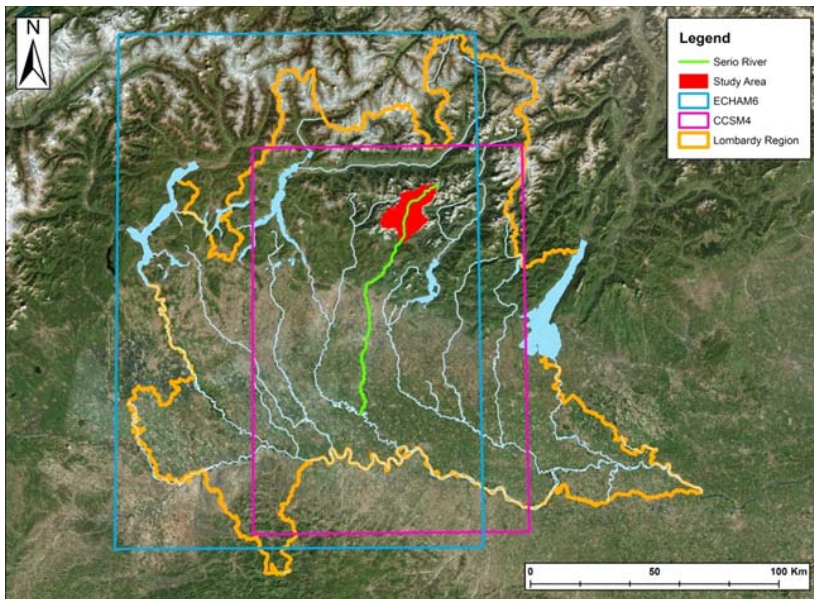 N
Legend
Serio River
Study Area
ECHAM6
CCSM4
Lombardy Region
0 50 100 Km